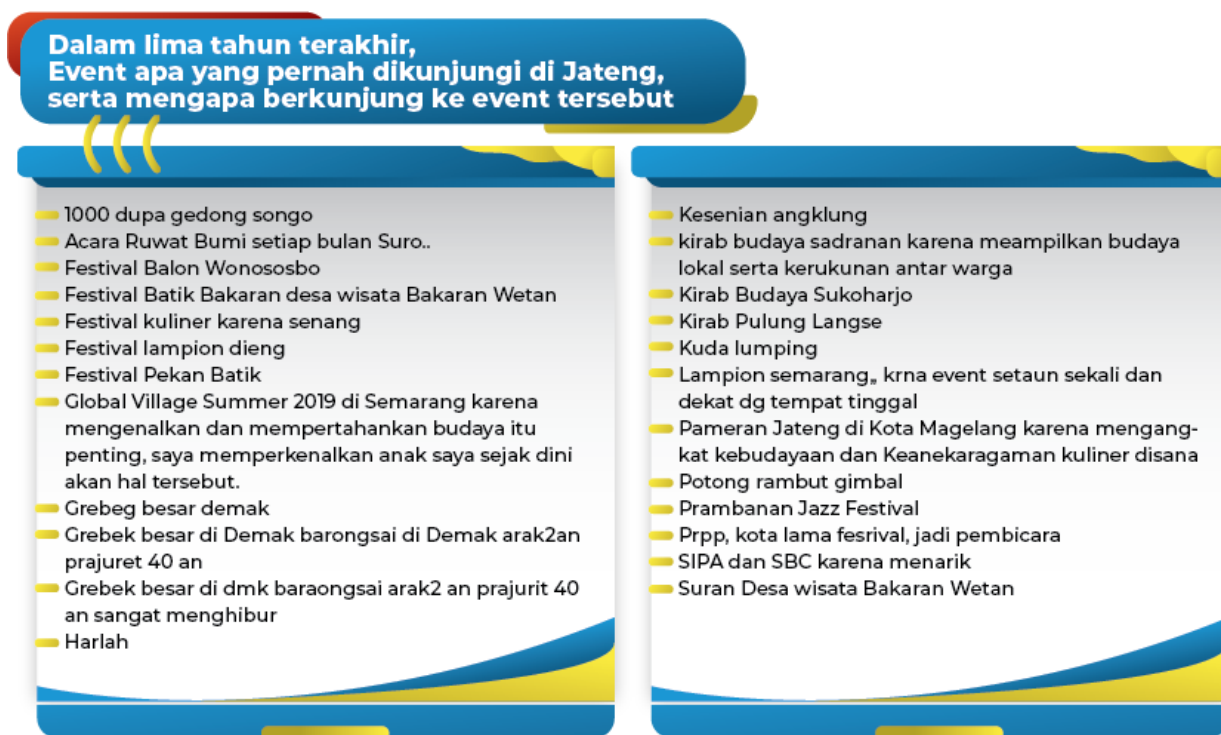 Dalam lima tahun terakhir,
Event apa yang pernah dikunjungi di Jateng,
serta mengapa berkunjung ke event tersebut
1000 dupa gedong songo
Acara Ruwat Bumi setiap bulan Suro..
Festival Balon Wonososbo
Festival Batik Bakaran desa wisata Bakaran Wetan
Festival kuliner karena senang
Festival lampion dieng
Festival Pekan Batik
Global Village Summer 2019 di Semarang karena
mengenalkan dan mempertahankan budaya itu
penting, saya memperkenalkan anak saya sejak dini
akan hal tersebut.
Grebeg besar demak
Grebek besar di Demak barongsai di Demak arak2an
prajuret 40 an
Grebek besar di dmk baraongsai arak2 an prajurit 40
an sangat menghibur
Harlah
Kesenian angklung
kirab budaya sadranan karena meampilkan budaya
lokal serta kerukunan antar warga
Kirab Budaya Sukoharjo
Kirab Pulung Langse
Kuda lumping
Lampion semarang,, krna event setaun sekali dan
dekat dg tempat tinggal
Pameran Jateng di Kota Magelang karena mengang-
kat kebudayaan dan Keanekaragaman kuliner disana
Potong rambut gimbal
Prambanan Jazz Festival
Prpp, kota lama fesrival, jadi pembicara
SIPA dan SBC karena menarik
Suran Desa wisata Bakaran Wetan